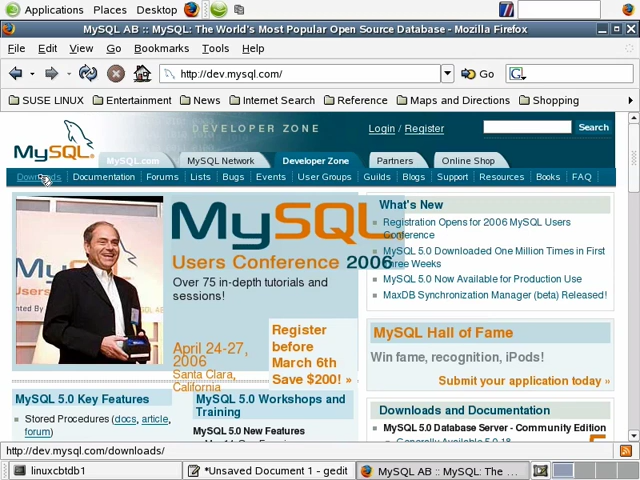 Applications Places Desktop
MySQL AB :: MySQL: The World's Most Popular Open Source Database - Mozilla Firefox
File Edit View Go Bookmarks Tools Help
http://dev.mysql.com/
Go
G
SUSE LINUX Entertainment News Internet Search Reference Maps and Directions Shopping
DEVELOPER ZONE
Login / Register
Search
MySQL®
MySQL.com MySQL Network Developer Zone Partners Online Shop
Downloads Documentation Forums Lists Bugs Events User Groups Guilds Blogs Support Resources Books FAQ
MySQL
Users Conference 2006
Over 75 in-depth tutorials and
sessions!
April 24-27,
2006
Santa Clara,
California
Register
before
March 6th
Save $200! »
What's New
Registration Opens for 2006 MySQL Users
Conference
MySQL 5.0 Downloaded One Million Times in First
Three Weeks
MySQL 5.0 Now Available for Production Use
MaxDB Synchronization Manager (beta) Released!
MySQL Hall of Fame
Win fame, recognition, iPods!
Submit your application today »
MySQL 5.0 Key Features
Stored Procedures (docs, article,
forum)
MySQL 5.0 Workshops and
Training
MySQL 5.0 New Features
Downloads and Documentation
MySQL 5.0 Database Server - Community Edition
http://dev.mysql.com/downloads/
linuxcbtdb1
*Unsaved Document 1 - gedit
MySQL AB :: MySQL: The ...